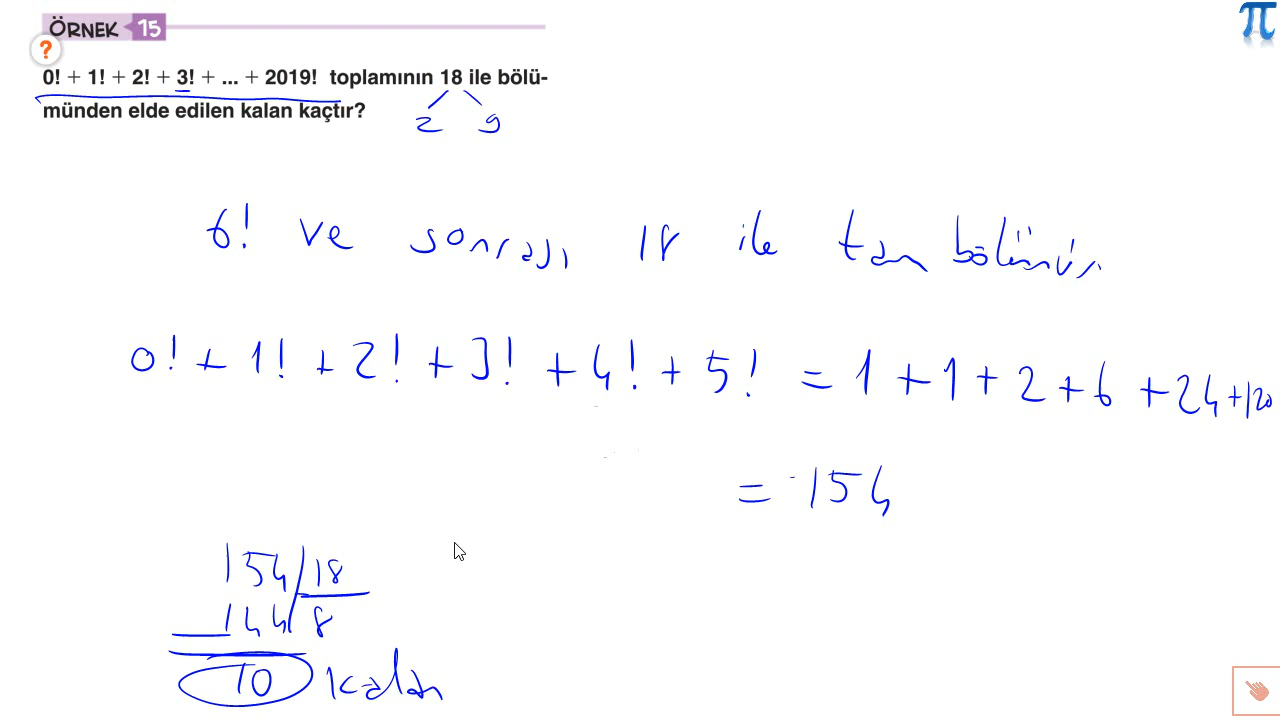 ÖRNEK 15
?
0! + 1! + 2! + 3! + ... + 2019! toplamının 18 ile bölü-
münden elde edilen kalan kaçtır?
2 9
6! ve sonrası 18 ile tam bölünür
0! + 1! + 2! + 3! + 4! + 5! = 1 + 1 + 2 + 6 + 24 + 120
= 154
154 18
144 8
10 kalan
π